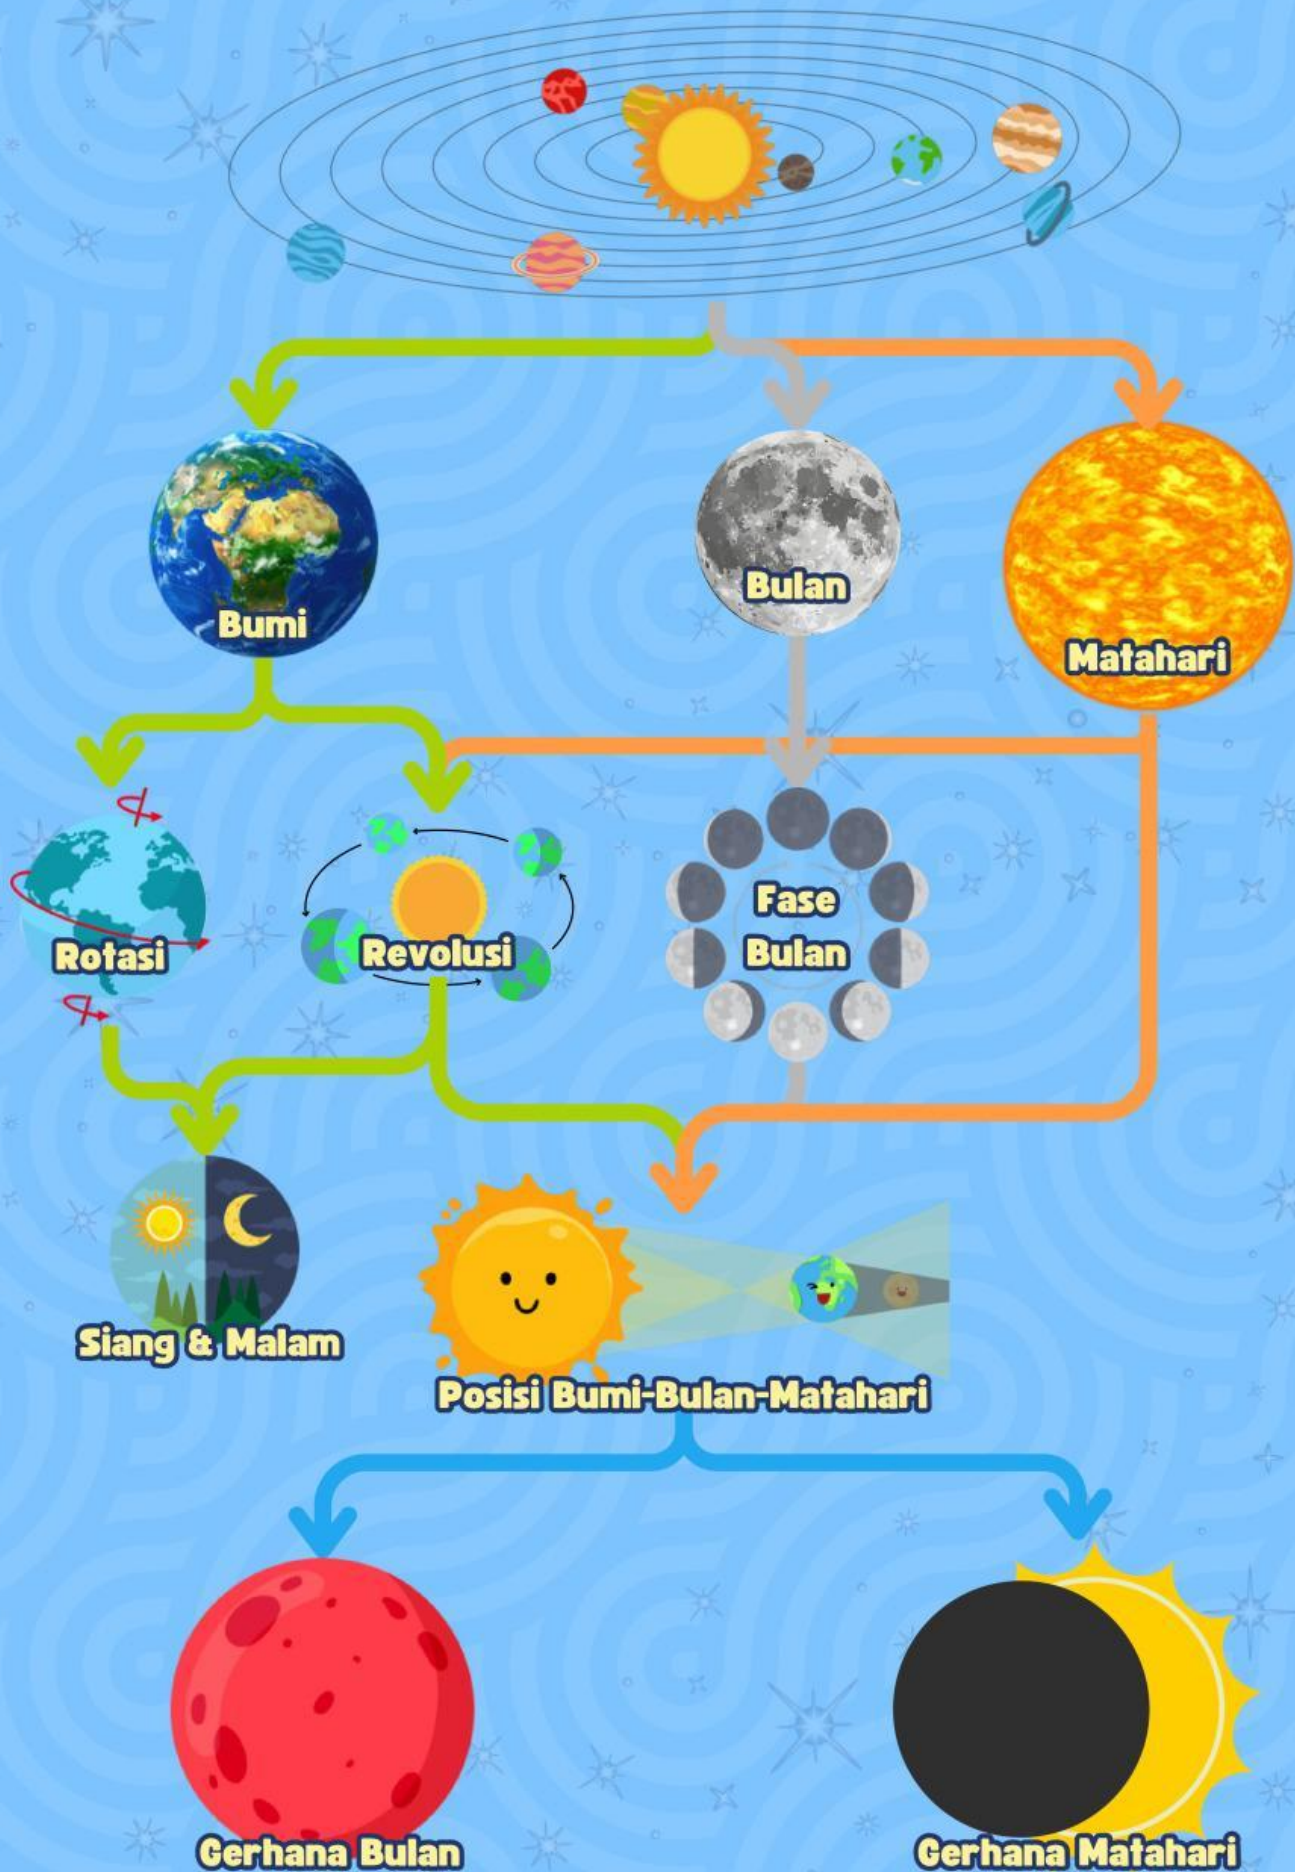 Bumi
Bulan
Matahari
Rotasi
Revolusi
Fase
Bulan
Siang & Malam
Posisi Bumi-Bulan-Matahari
Gerhana Bulan
Gerhana Matahari